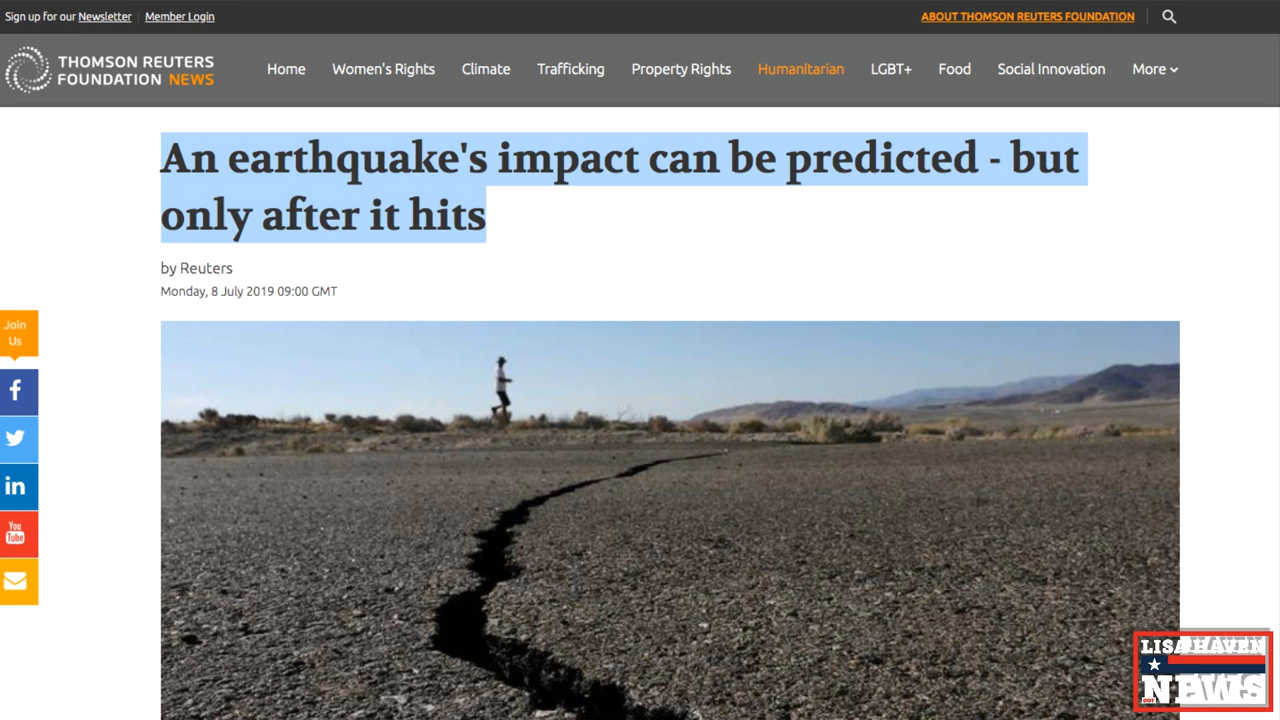 Sign up for our Newsletter Member Login ABOUT THOMSON REUTERS FOUNDATION
THOMSON REUTERS
FOUNDATION NEWS
Home Women's Rights Climate Trafficking Property Rights Humanitarian LGBT+ Food Social Innovation More
An earthquake's impact can be predicted - but
only after it hits
by Reuters
Monday, 8 July 2019 09:00 GMT
Join
Us
You
Tube
LISA HAVEN
NEWS